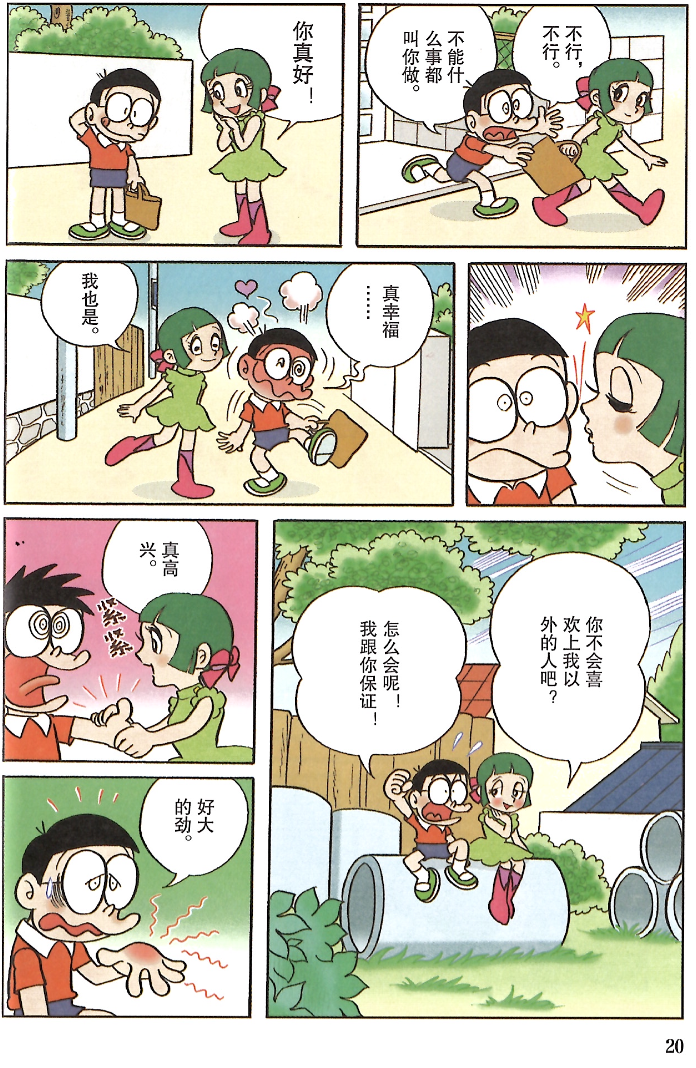 不行，
不行。
不能什
么事都
叫你做。
你真好！
真幸福
……
我也是。
你不会喜
欢上我以
外的人吧？
怎么会呢！
我跟你保证！
真高
兴。
紧紧
好大
的劲。
20